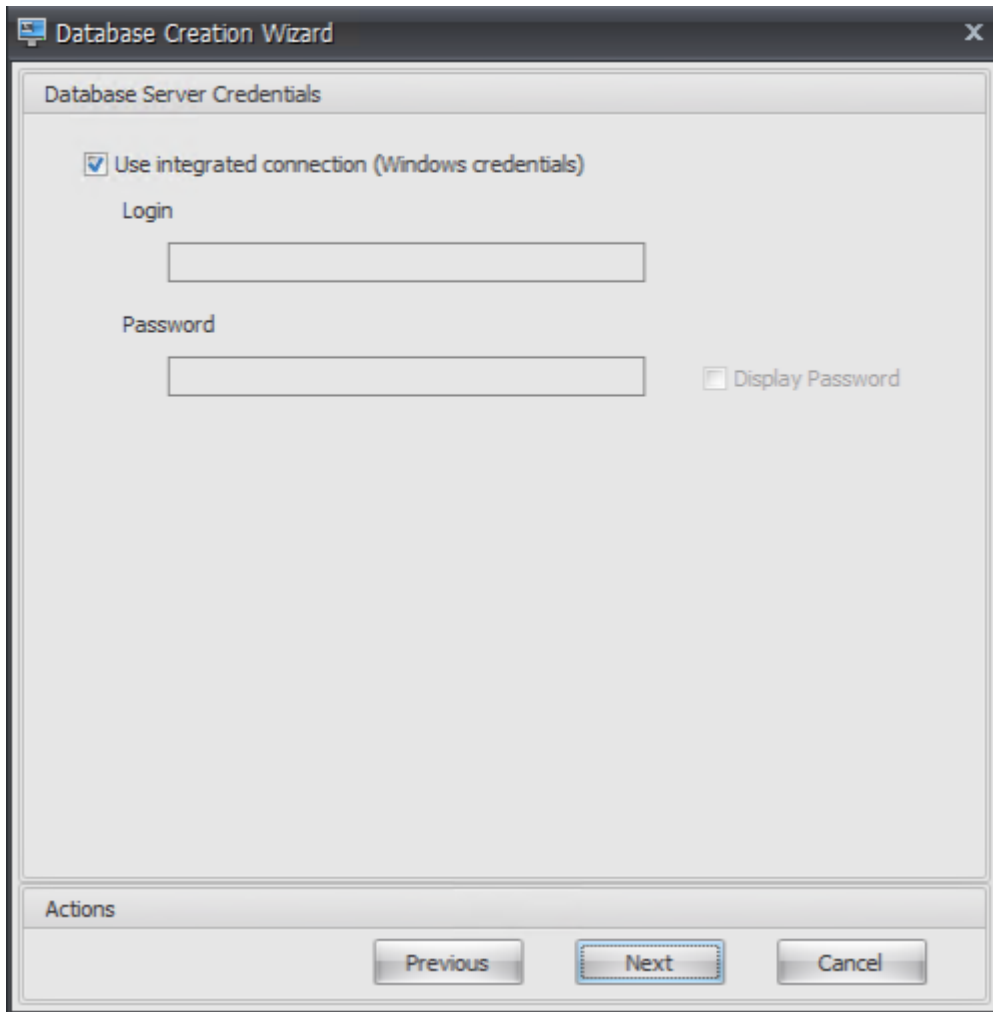 Database Creation Wizard
Database Server Credentials
Use integrated connection (Windows credentials)
Login
Password
Display Password
Actions
Previous Next Cancel